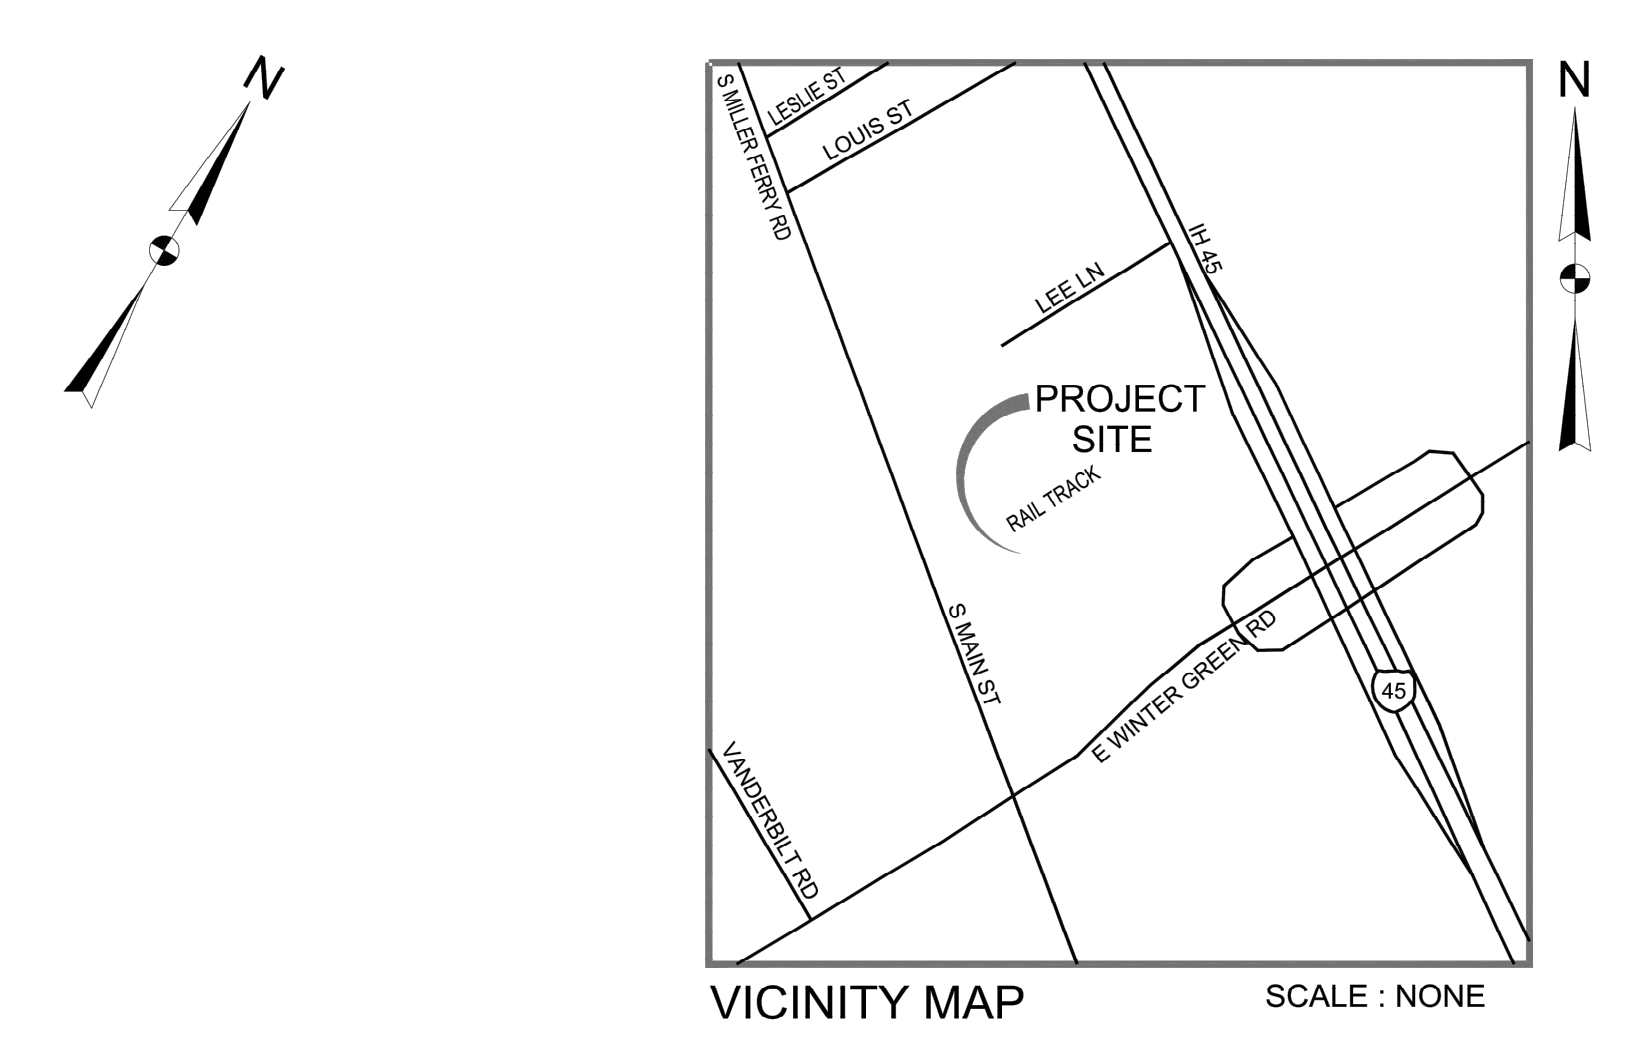 N
N
S MILLER FERRY RD
LESLIE ST
LOUIS ST
IH 45
LEE LN
PROJECT
SITE
RAIL TRACK
S MAIN ST
E WINTER GREEN RD
45
VANDERBILT RD
VICINITY MAP
SCALE : NONE